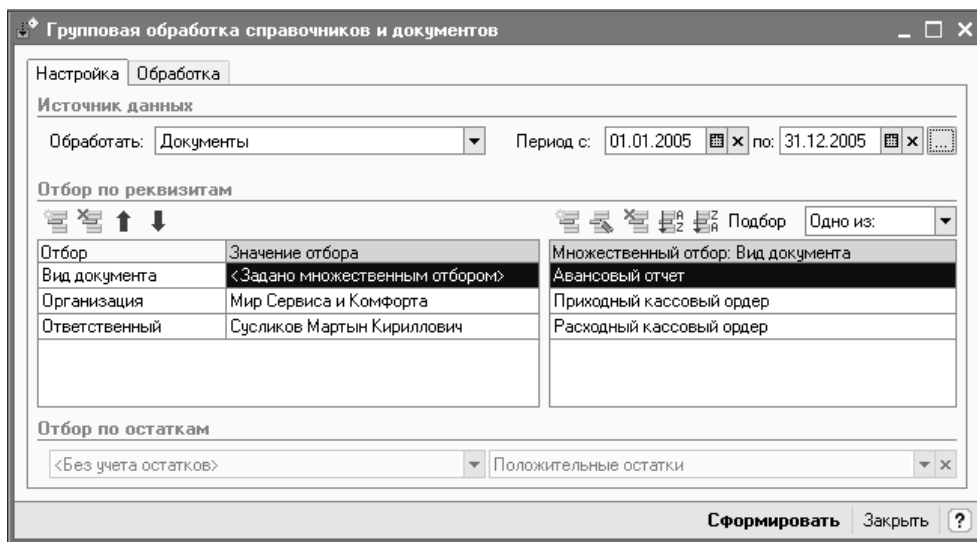 Групповая обработка справочников и документов
Настройка Обработка
Источник данных
Обработать: Документы Период с: 01.01.2005 по: 31.12.2005 ...
Отбор по реквизитам
Подбор Одно из:
Отбор Значение отбора Множественный отбор: Вид документа
Вид документа <Задано множественным отбором> Авансовый отчет
Организация Мир Сервиса и Комфорта Приходный кассовый ордер
Ответственный Сусликов Мартын Кириллович Расходный кассовый ордер
Отбор по остаткам
<Без учета остатков> Положительные остатки
Сформировать Закрыть ?